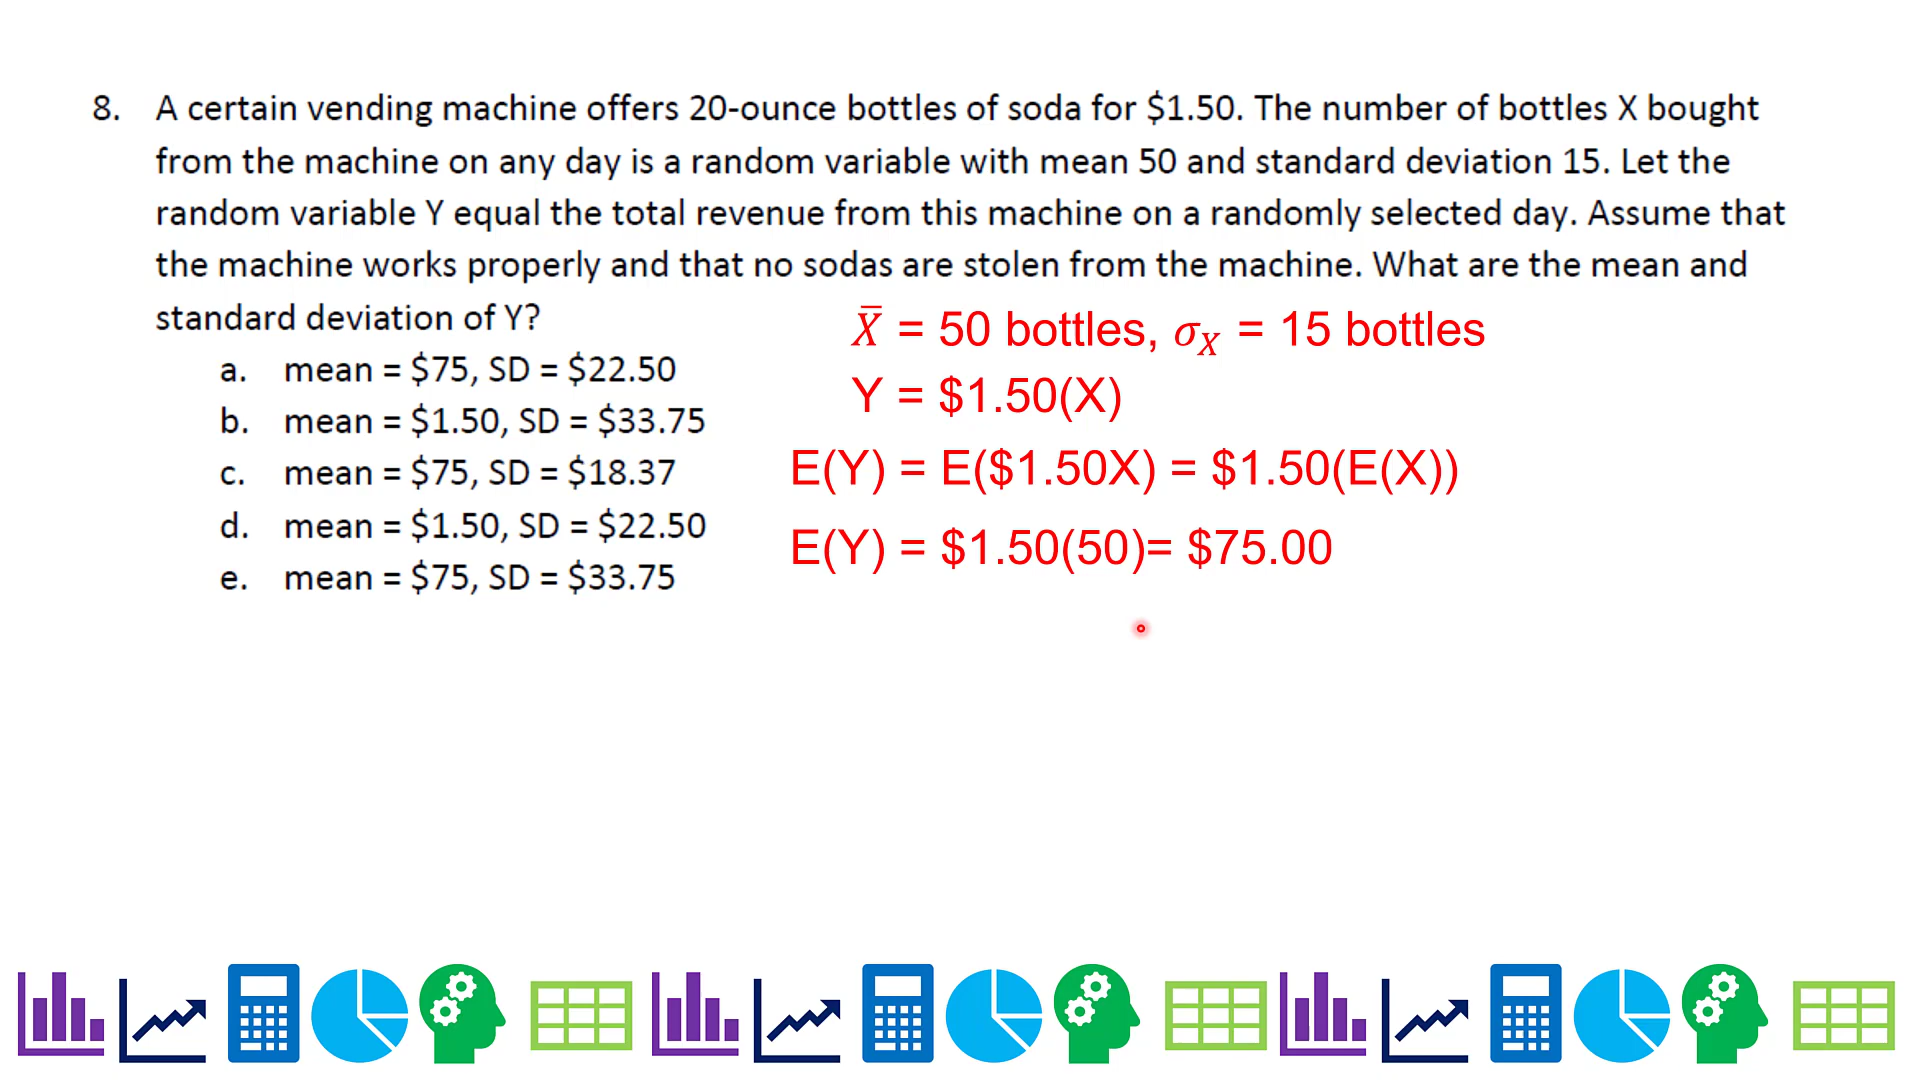 8. A certain vending machine offers 20-ounce bottles of soda for $1.50. The number of bottles X bought
from the machine on any day is a random variable with mean 50 and standard deviation 15. Let the
random variable Y equal the total revenue from this machine on a randomly selected day. Assume that
the machine works properly and that no sodas are stolen from the machine. What are the mean and
standard deviation of Y?
a. mean = $75, SD = $22.50
b. mean = $1.50, SD = $33.75
c. mean = $75, SD = $18.37
d. mean = $1.50, SD = $22.50
e. mean = $75, SD = $33.75
X̅ = 50 bottles, σ_X = 15 bottles
Y = $1.50(X)
E(Y) = E($1.50X) = $1.50(E(X))
E(Y) = $1.50(50)= $75.00